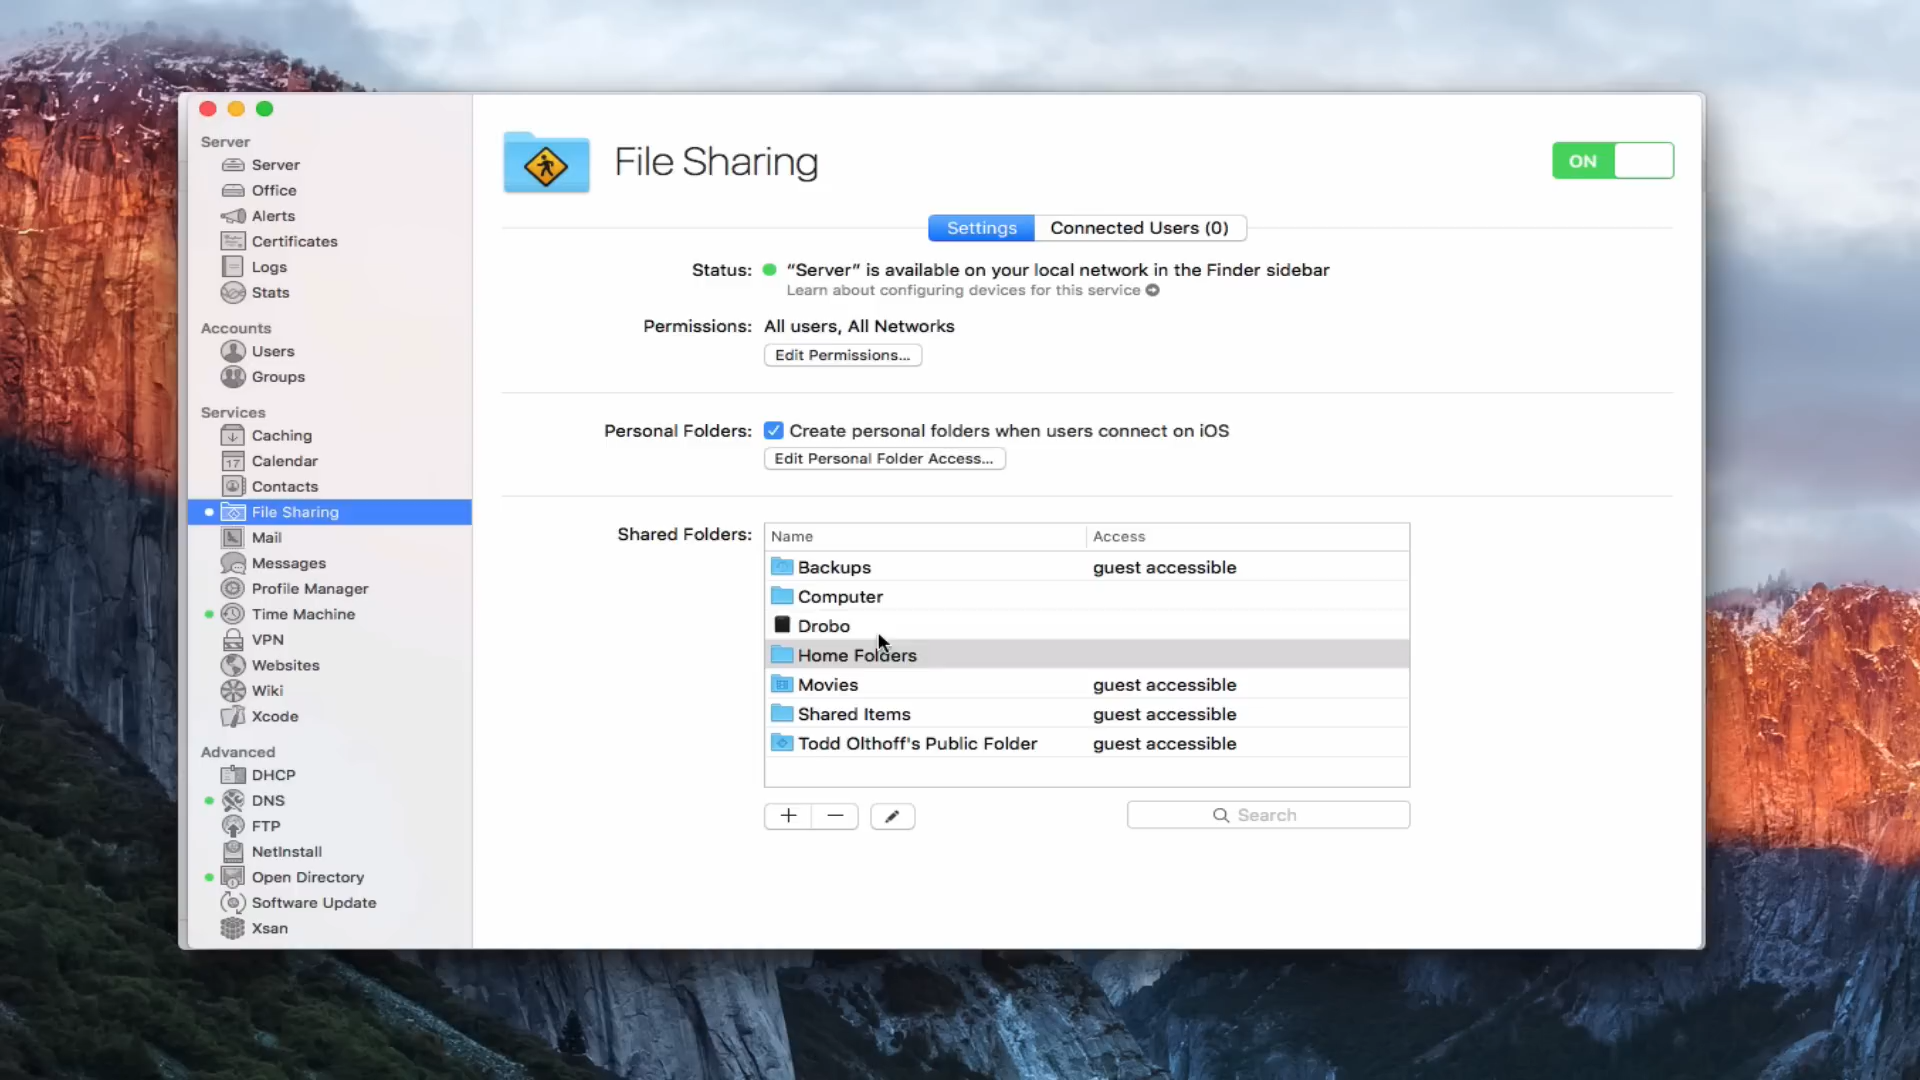 Server
Server
Office
Alerts
Certificates
Logs
Stats
Accounts
Users
Groups
Services
Caching
17 Calendar
Contacts
File Sharing
Mail
Messages
Profile Manager
Time Machine
VPN
Websites
Wiki
Xcode
Advanced
DHCP
DNS
FTP
NetInstall
Open Directory
Software Update
Xsan
File Sharing
ON
Settings Connected Users (0)
Status: “Server” is available on your local network in the Finder sidebar
Learn about configuring devices for this service
Permissions: All users, All Networks
Edit Permissions...
Personal Folders: Create personal folders when users connect on iOS
Edit Personal Folder Access...
Shared Folders: Name Access
Backups guest accessible
Computer
Drobo
Home Folders
Movies guest accessible
Shared Items guest accessible
Todd Olthoff's Public Folder guest accessible
Search